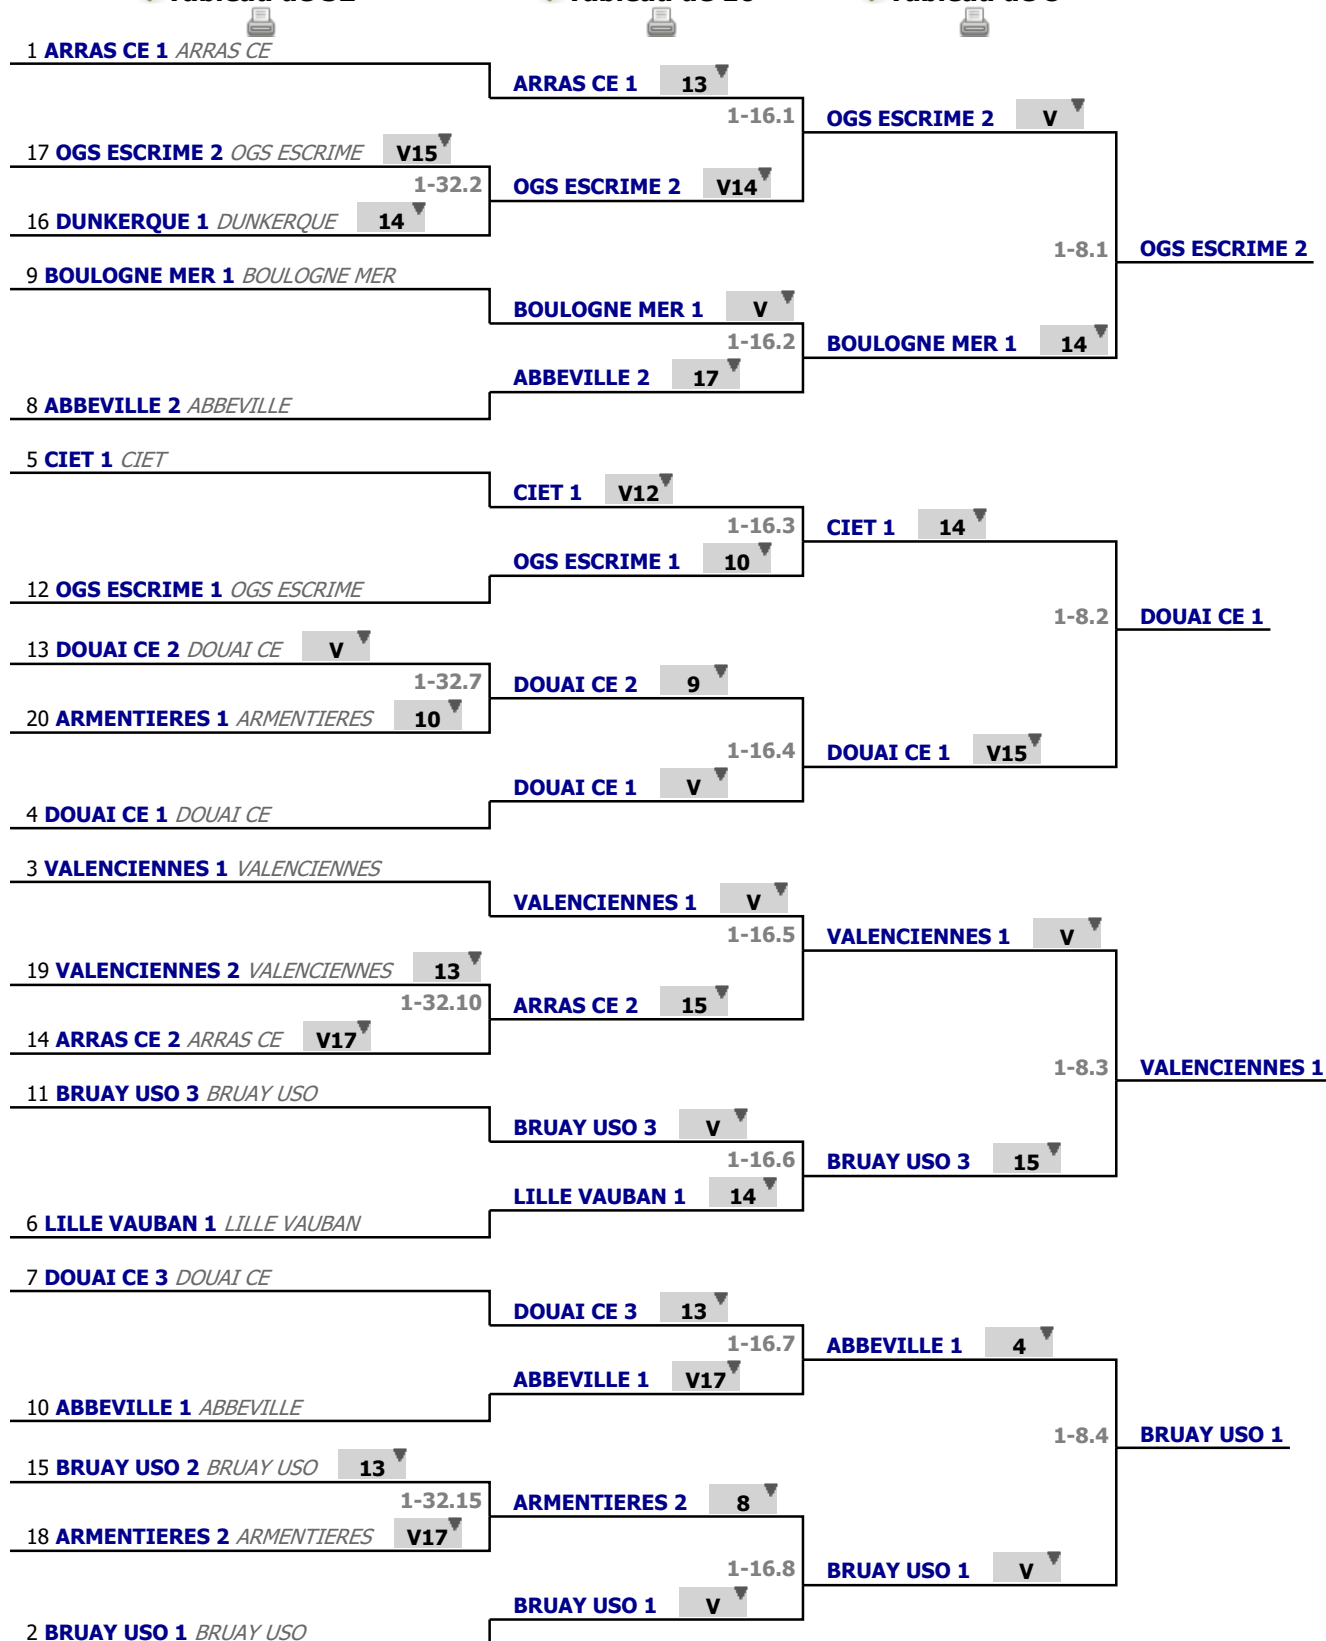 Tableau de 32 Tableau de 16 Tableau de 8
1 ARRAS CE 1 ARRAS CE
ARRAS CE 1 13
1-16.1
OGS ESCRIME 2 V
17 OGS ESCRIME 2 OGS ESCRIME V15
1-32.2
OGS ESCRIME 2 V14
16 DUNKERQUE 1 DUNKERQUE 14
1-8.1
OGS ESCRIME 2
9 BOULOGNE MER 1 BOULOGNE MER
BOULOGNE MER 1 V
1-16.2
BOULOGNE MER 1 14
ABBEVILLE 2 17
8 ABBEVILLE 2 ABBEVILLE
5 CIET 1 CIET
CIET 1 V12
1-16.3
CIET 1 14
OGS ESCRIME 1 10
12 OGS ESCRIME 1 OGS ESCRIME
1-8.2
DOUAI CE 1
13 DOUAI CE 2 DOUAI CE V
1-32.7
DOUAI CE 2 9
20 ARMENTIERES 1 ARMENTIERES 10
1-16.4
DOUAI CE 1 V15
DOUAI CE 1 V
4 DOUAI CE 1 DOUAI CE
3 VALENCIENNES 1 VALENCIENNES
VALENCIENNES 1 V
1-16.5
VALENCIENNES 1 V
19 VALENCIENNES 2 VALENCIENNES 13
1-32.10
ARRAS CE 2 15
14 ARRAS CE 2 ARRAS CE V17
1-8.3
VALENCIENNES 1
11 BRUAY USO 3 BRUAY USO
BRUAY USO 3 V
1-16.6
BRUAY USO 3 15
LILLE VAUBAN 1 14
6 LILLE VAUBAN 1 LILLE VAUBAN
7 DOUAI CE 3 DOUAI CE
DOUAI CE 3 13
1-16.7
ABBEVILLE 1 4
ABBEVILLE 1 V17
10 ABBEVILLE 1 ABBEVILLE
1-8.4
BRUAY USO 1
15 BRUAY USO 2 BRUAY USO 13
1-32.15
ARMENTIERES 2 8
18 ARMENTIERES 2 ARMENTIERES V17
1-16.8
BRUAY USO 1 V
BRUAY USO 1 V
2 BRUAY USO 1 BRUAY USO